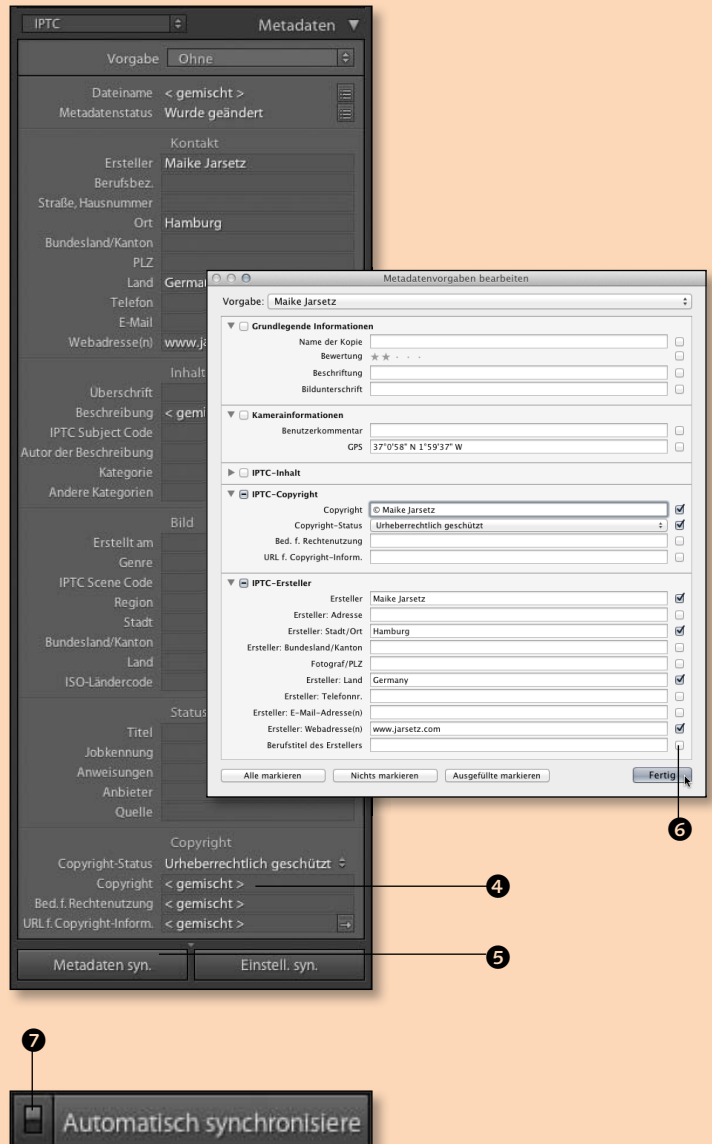 IPTC Metadaten
Vorgabe Ohne
Dateiname < gemischt >
Metadatenstatus Wurde geändert
Kontakt
Ersteller Maike Jarsetz
Berufsbez.
Straße, Hausnummer
Ort Hamburg
Bundesland/Kanton
PLZ
Land
Telefon
E-Mail
Webadresse(n)
Inhalt
Überschrift
Beschreibung
IPTC Subject Code
Autor der Beschreibung
Kategorie
Andere Kategorien
Bild
Erstellt am
Genre
IPTC Scene Code
Region
Stadt
Bundesland/Kanton
Land
ISO-Ländercode
Status
Titel
Jobkennung
Anweisungen
Anbieter
Quelle
Copyright
Copyright-Status Urheberrechtlich geschützt
Copyright < gemischt >
Bed. f. Rechtenutzung < gemischt >
URL f. Copyright-Inform. < gemischt >
Metadaten syn. Einstell. syn.
Metadatenvorgaben bearbeiten
Vorgabe: Maike Jarsetz
Grundlegende Informationen
Name der Kopie
Bewertung
Beschriftung
Bildunterschrift
Kamerainformationen
Benutzerkommentar
GPS 37°0'58" N 1°59'37" W
IPTC-Inhalt
IPTC-Copyright
Copyright © Maike Jarsetz
Copyright-Status Urheberrechtlich geschützt
Bed. f. Rechtenutzung
URL f. Copyright-Inform.
IPTC-Ersteller
Ersteller Maike Jarsetz
Ersteller: Adresse
Ersteller: Stadt/Ort Hamburg
Ersteller: Bundesland/Kanton
Fotograf/PLZ
Ersteller: Land Germany
Ersteller: Telefonnr.
Ersteller: E-Mail-Adresse(n)
Ersteller: Webadresse(n) www.jarsetz.com
Berufstitel des Erstellers
Alle markieren Nichts markieren Ausgefüllte markieren Fertig
6
4
5
7
Automatisch synchronisiere